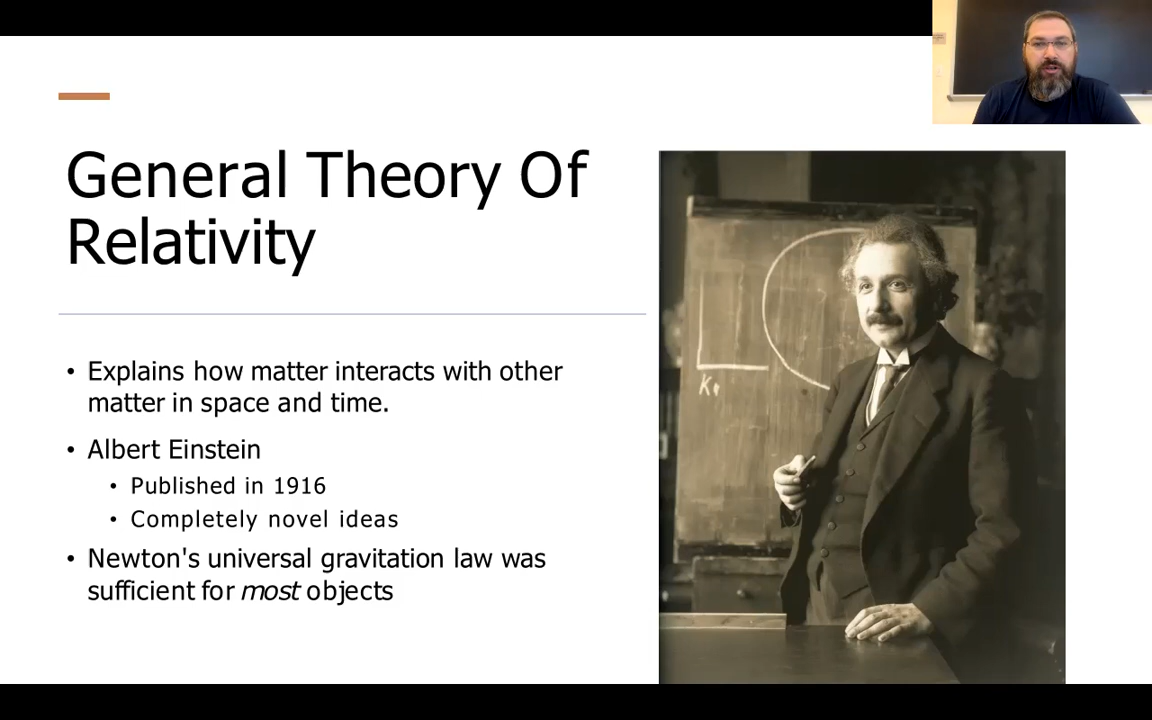 General Theory Of
Relativity
• Explains how matter interacts with other
matter in space and time.
• Albert Einstein
• Published in 1916
• Completely novel ideas
• Newton's universal gravitation law was
sufficient for most objects